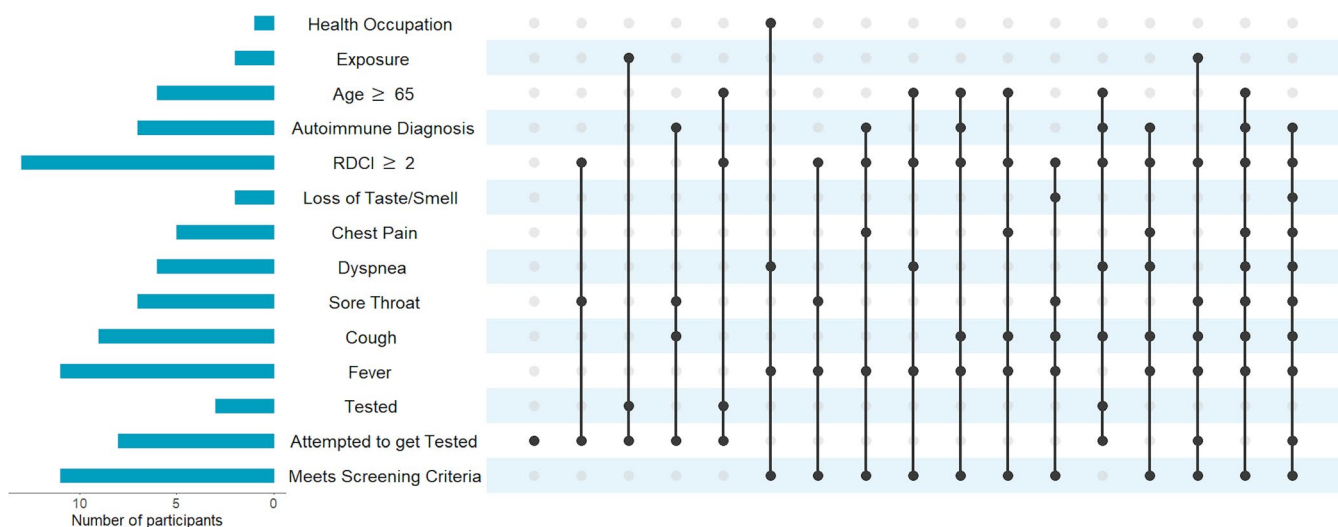 Health Occupation
Exposure
Age ≥ 65
Autoimmune Diagnosis
RDCI ≥ 2
Loss of Taste/Smell
Chest Pain
Dyspnea
Sore Throat
Cough
Fever
Tested
Attempted to get Tested
Meets Screening Criteria
10 5 0
Number of participants